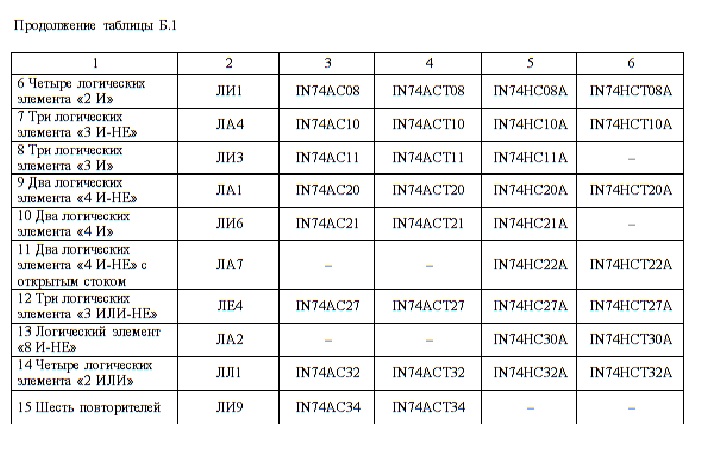 Продолжение таблицы Б.1
1 2 3 4 5 6
6 Четыре логических
элемента «2 И» ЛИ1 IN74AC08 IN74ACT08 IN74HC08A IN74HCT08A
7 Три логических
элемента «3 И-НЕ» ЛА4 IN74AC10 IN74ACT10 IN74HC10A IN74HCT10A
8 Три логических
элемента «3 И» ЛИ3 IN74AC11 IN74ACT11 IN74HC11A –
9 Два логических
элемента «4 И-НЕ» ЛА1 IN74AC20 IN74ACT20 IN74HC20A IN74HCT20A
10 Два логических
элемента «4 И» ЛИ6 IN74AC21 IN74ACT21 IN74HC21A –
11 Два логических
элемента «4 И-НЕ» с ЛА7 – – IN74HC22A IN74HCT22A
открытым стоком
12 Три логических
элемента «3 ИЛИ-НЕ» ЛЕ4 IN74AC27 IN74ACT27 IN74HC27A IN74HCT27A
13 Логический элемент
«8 И-НЕ» ЛА2 – – IN74HC30A IN74HCT30A
14 Четыре логических
элемента «2 ИЛИ» ЛЛ1 IN74AC32 IN74ACT32 IN74HC32A IN74HCT32A
15 Шесть повторителей ЛИ9 IN74AC34 IN74ACT34 – –